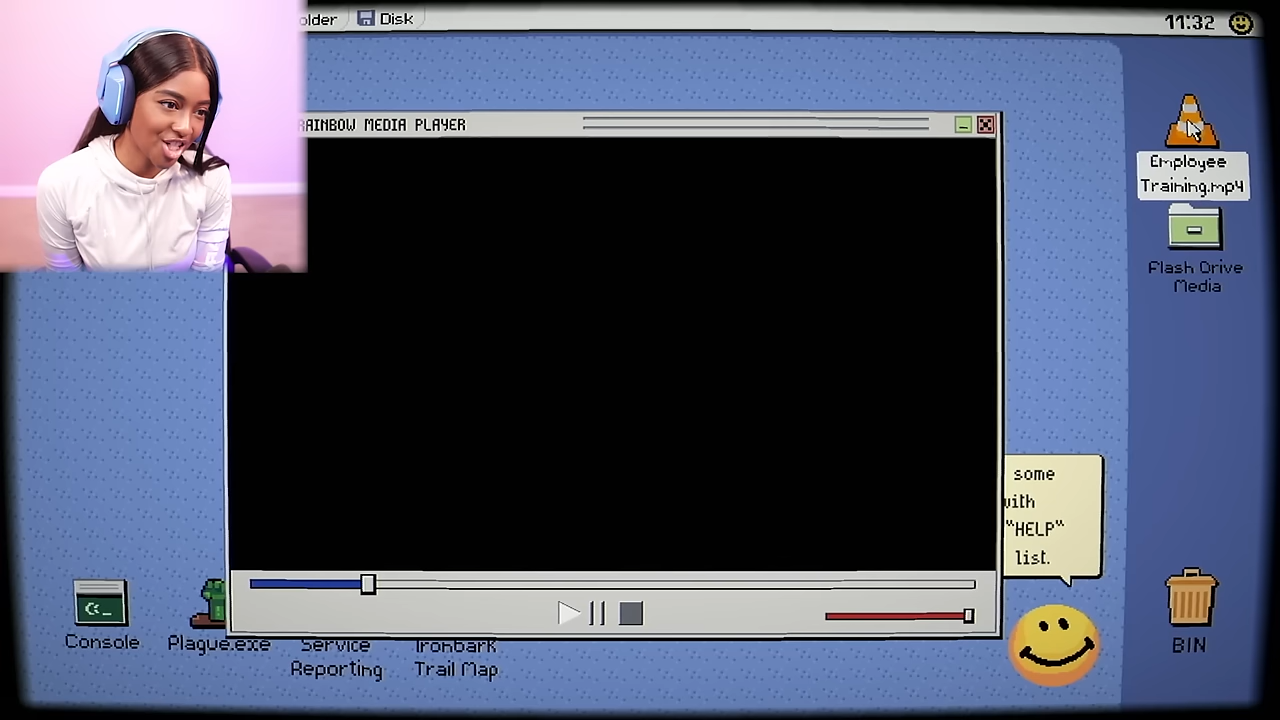 older
Disk
11:32
RAINBOW MEDIA PLAYER
Employee
Training.mp4
Flash Drive
Media
some
with
"HELP"
list.
Console
Plague.exe
Service
Reporting
Ironbark
Trail Map
BIN